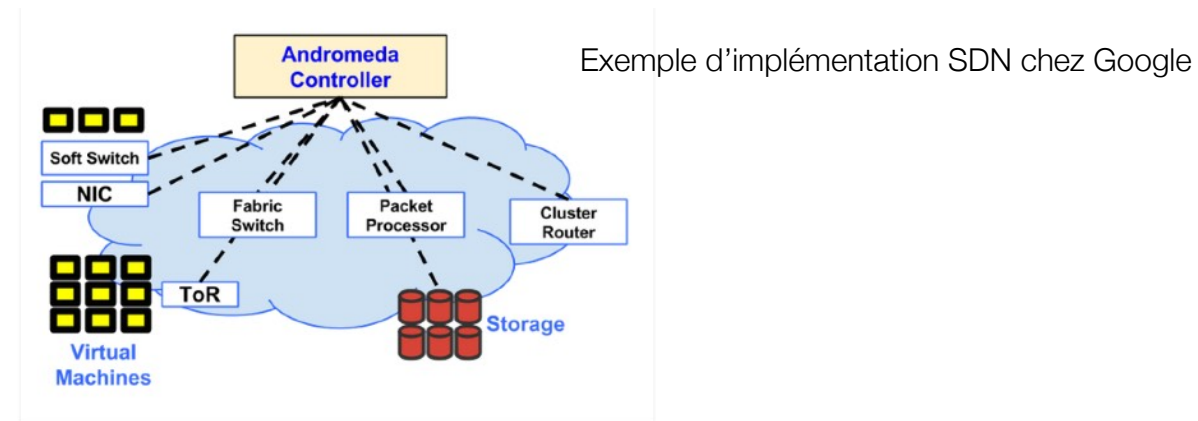 Andromeda
Controller
Exemple d’implémentation SDN chez Google
Soft Switch
NIC
Fabric
Switch
Packet
Processor
Cluster
Router
ToR
Storage
Virtual
Machines